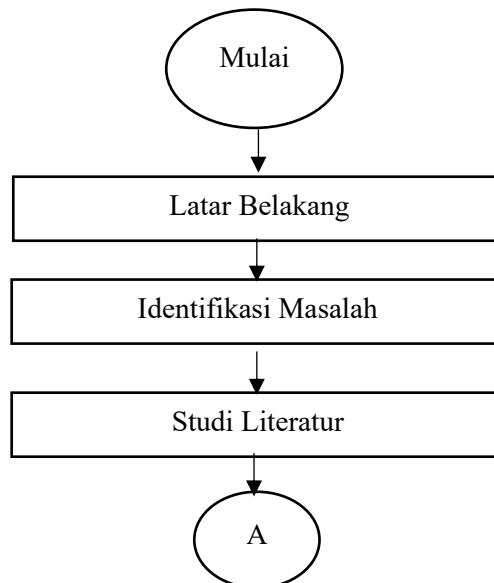 Mulai
Latar Belakang
Identifikasi Masalah
Studi Literatur
A